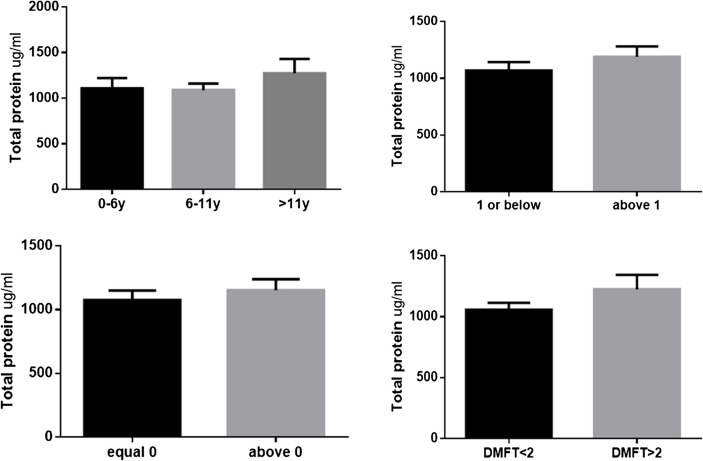 Total protein ug/ml
2000
1500
1000
500
0
0-6y 6-11y >11y
Total protein ug/ml
1500
1000
500
0
1 or below above 1
Total protein ug/ml
1500
1000
500
0
equal 0 above 0
Total protein ug/ml
1500
1000
500
0
DMFT<2 DMFT>2